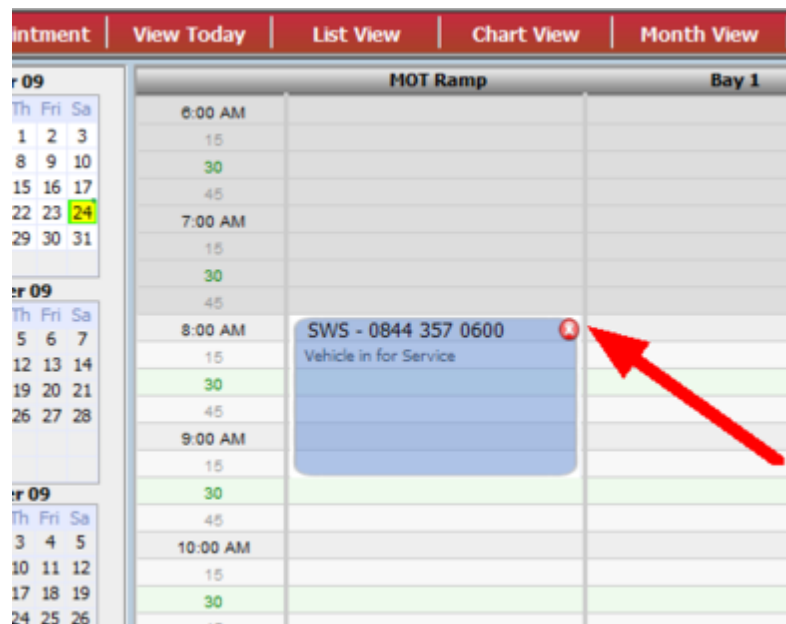 intment | View Today | List View | Chart View | Month View
r 09
Th Fri Sa
1 2 3
8 9 10
15 16 17
22 23 24
29 30 31
er 09
Th Fri Sa
5 6 7
12 13 14
19 20 21
26 27 28
er 09
Th Fri Sa
3 4 5
10 11 12
17 18 19
24 25 26
MOT Ramp Bay 1
6:00 AM
15
30
45
7:00 AM
15
30
45
8:00 AM
15
30
45
9:00 AM
15
30
45
10:00 AM
15
30
SWS - 0844 357 0600
Vehicle in for Service